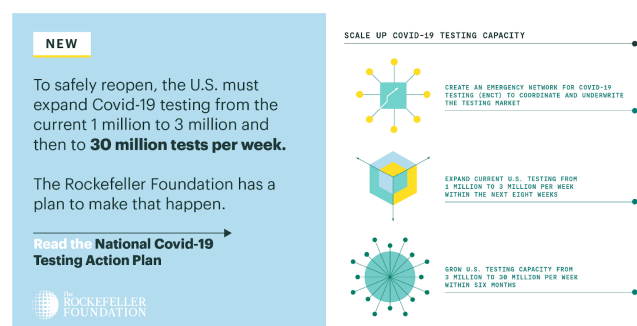 NEW
To safely reopen, the U.S. must
expand Covid-19 testing from the
current 1 million to 3 million and
then to 30 million tests per week.
The Rockefeller Foundation has a
plan to make that happen.
Read the National Covid-19
Testing Action Plan
The
ROCKEFELLER
FOUNDATION
SCALE UP COVID-19 TESTING CAPACITY
CREATE AN EMERGENCY NETWORK FOR COVID-19
TESTING (ENCT) TO COORDINATE AND UNDERWRITE
THE TESTING MARKET
EXPAND CURRENT U.S. TESTING FROM
1 MILLION TO 3 MILLION PER WEEK
WITHIN THE NEXT EIGHT WEEKS
GROW U.S. TESTING CAPACITY FROM
3 MILLION TO 30 MILLION PER WEEK
WITHIN SIX MONTHS